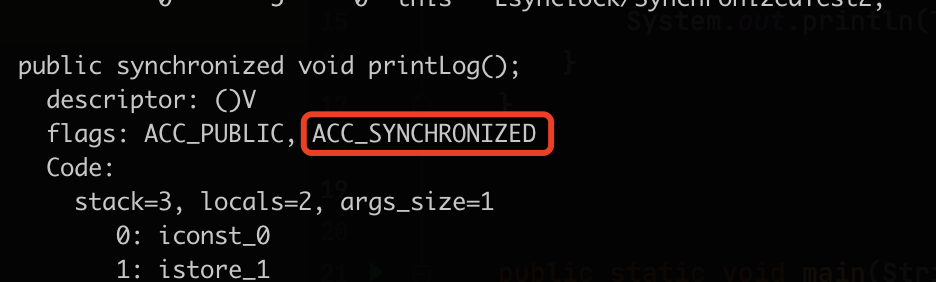 0 5 0 this Lsynclock/SynchronizedTest2;
15 System.out.println(
public synchronized void printLog(); }
descriptor: ()V }
flags: ACC_PUBLIC, ACC_SYNCHRONIZED
Code:
19
stack=3, locals=2, args_size=1
20
0: iconst_0
1: istore_1 21 public static void main(Str